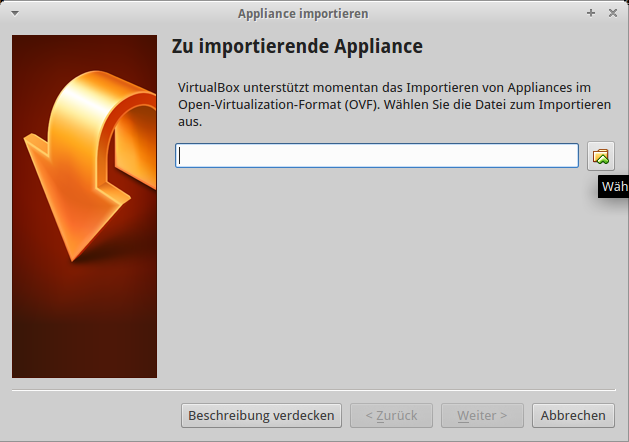 Appliance importieren
Zu importierende Appliance
VirtualBox unterstützt momentan das Importieren von Appliances im
Open-Virtualization-Format (OVF). Wählen Sie die Datei zum Importieren
aus.
Wäh
Beschreibung verdecken
< Zurück
Weiter >
Abbrechen